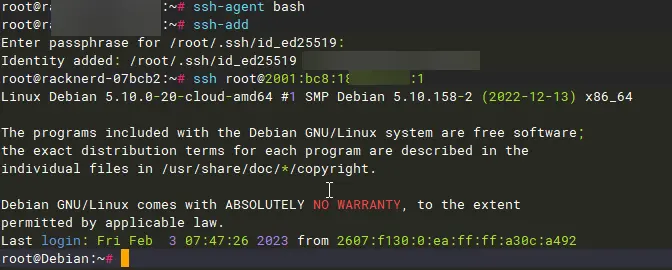 root@ra :~# ssh-agent bash
root@r :~# ssh-add
Enter passphrase for /root/.ssh/id_ed25519:
Identity added: /root/.ssh/id_ed25519
root@racknerd-07bcb2:~# ssh root@2001:bc8:18 :1
Linux Debian 5.10.0-20-cloud-amd64 #1 SMP Debian 5.10.158-2 (2022-12-13) x86_64
The programs included with the Debian GNU/Linux system are free software;
the exact distribution terms for each program are described in the
individual files in /usr/share/doc/*/copyright.
Debian GNU/Linux comes with ABSOLUTELY NO WARRANTY, to the extent
permitted by applicable law.
Last login: Fri Feb  3 07:47:26 2023 from 2607:f130:0:ea:ff:ff:a30c:a492
root@Debian:~#